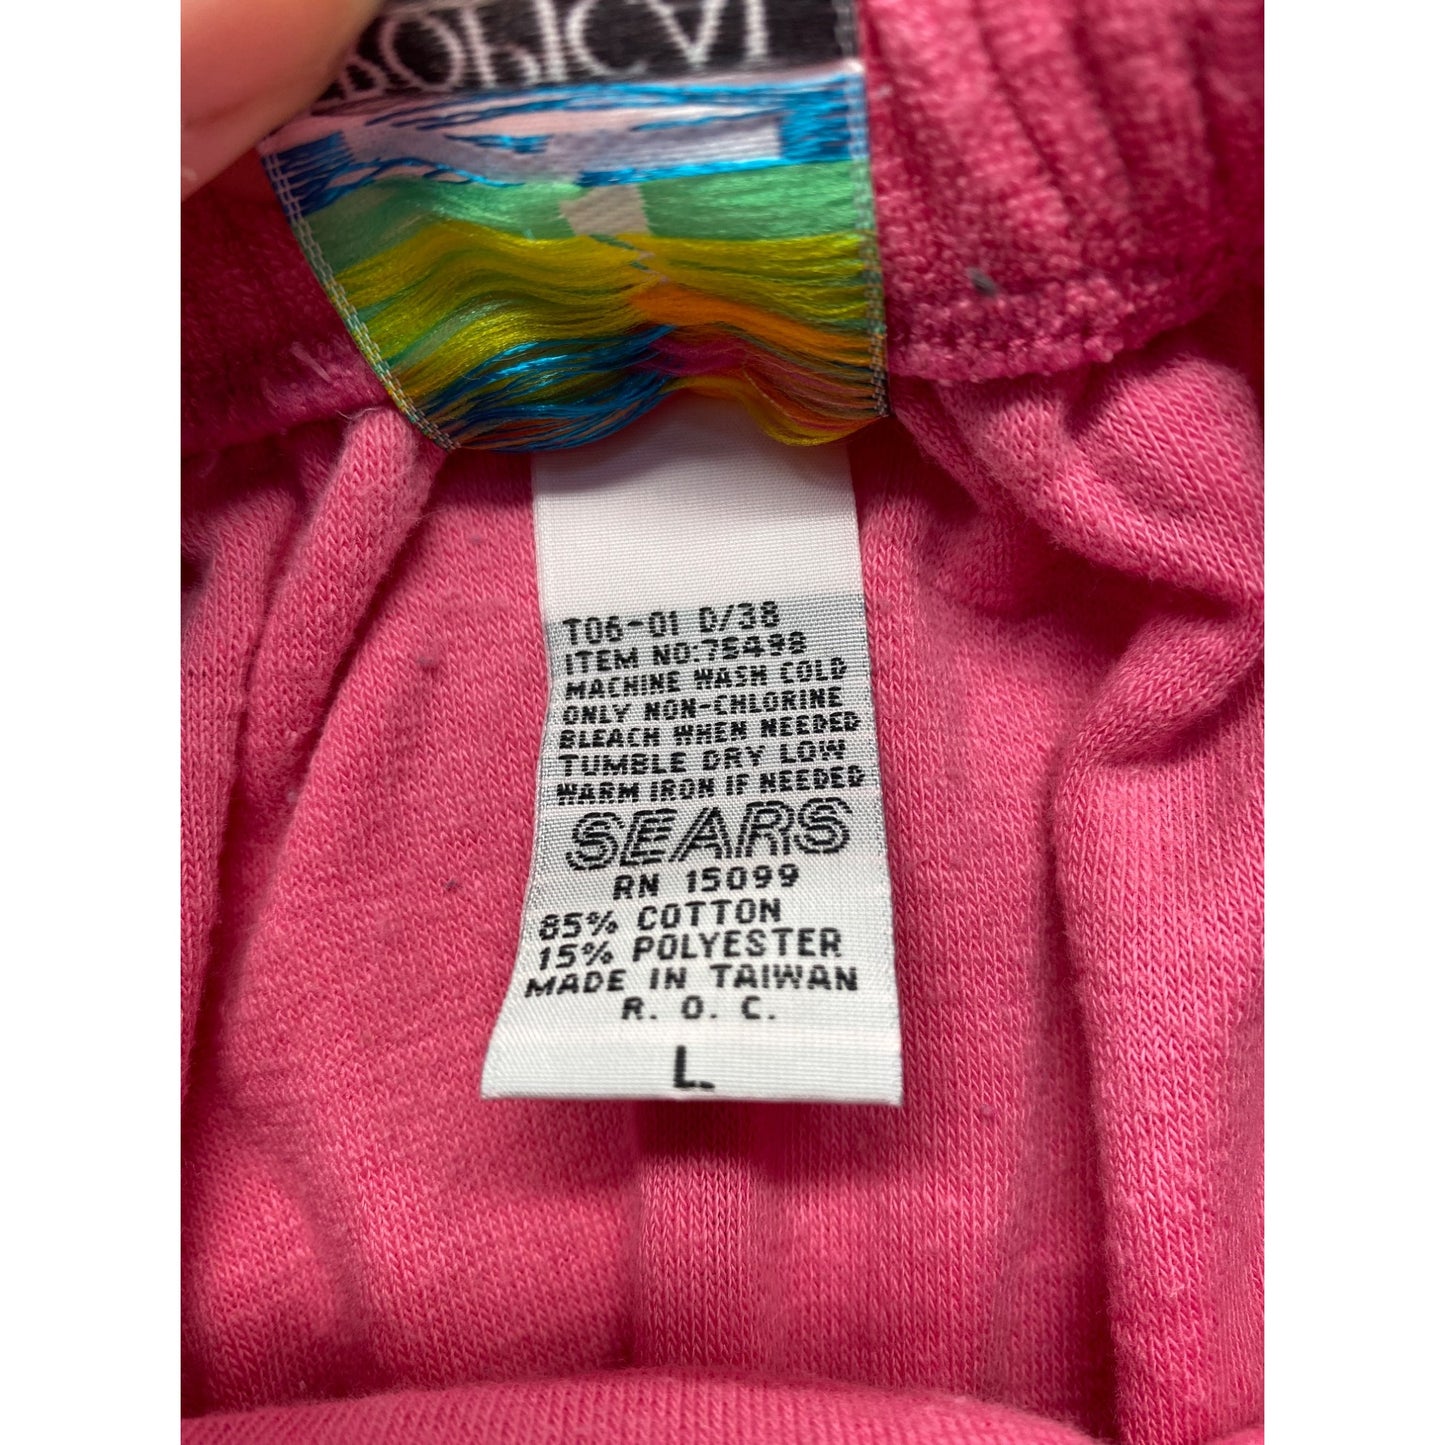 T06-01 D/38
ITEM NO:78498
MACHINE WASH COLD
ONLY NON-CHLORINE
BLEACH WHEN NEEDED
TUMBLE DRY LOW
WARM IRON IF NEEDED
SEARS
RN 15099
85% COTTON
15% POLYESTER
MADE IN TAIWAN
R. O. C.
L.